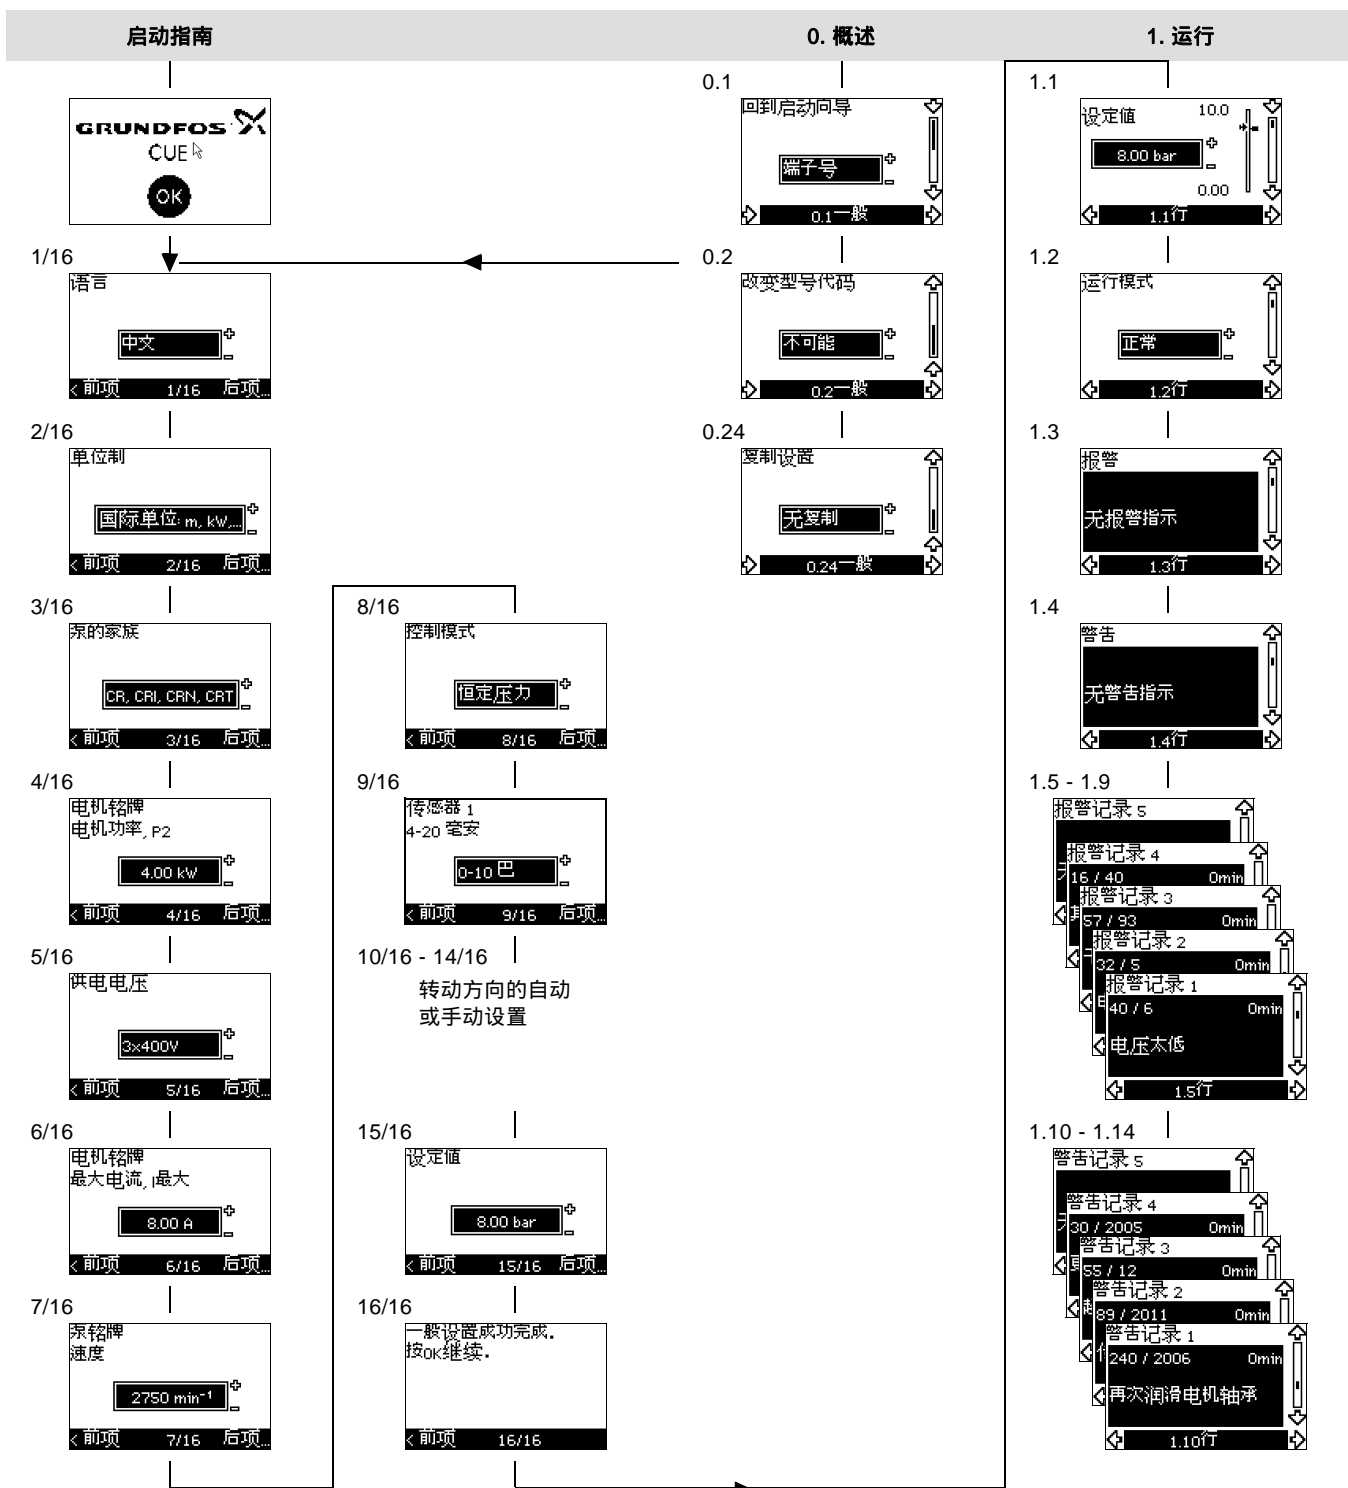 启动指南
GRUNDFOS
CUE
OK
1/16
语言
中文
<前项 1/16 后项...
2/16
单位制
国际单位: m, kW,...
<前项 2/16 后项...
3/16
泵的家族
CR, CRI, CRN, CRT
<前项 3/16 后项...
4/16
电机铭牌
电机功率, P2
4.00 kW
<前项 4/16 后项...
5/16
供电电压
3x400V
<前项 5/16 后项...
6/16
电机铭牌
最大电流, I最大
8.00 A
<前项 6/16 后项...
7/16
泵铭牌
速度
2750 min⁻¹
<前项 7/16 后项...
8/16
控制模式
恒定压力
<前项 8/16 后项...
9/16
传感器 1
4-20 毫安
0-10 巴
<前项 9/16 后项...
10/16 - 14/16
转动方向的自动
或手动设置
15/16
设定值
8.00 bar
<前项 15/16 后项...
16/16
一般设置成功完成.
按OK继续.
<前项 16/16
0. 概述
0.1
回到启动向导
端子号
0.1一般
0.2
改变型号代码
不可能
0.2一般
0.24
复制设置
无复制
0.24一般
1. 运行
1.1
设定值
10.0
8.00 bar
0.00
1.1行
1.2
运行模式
正常
1.2行
1.3
报警
无报警指示
1.3行
1.4
警告
无警告指示
1.4行
1.5 - 1.9
报警记录 5
报警记录 4
16 / 40 0min
报警记录 3
57 / 93 0min
报警记录 2
32 / 5 0min
报警记录 1
40 / 6 0min
电压太低
1.5行
1.10 - 1.14
警告记录 5
警告记录 4
30 / 2005 0min
警告记录 3
55 / 12 0min
警告记录 2
89 / 2011 0min
警告记录 1
240 / 2006 0min
再次润滑电机轴承
1.10行